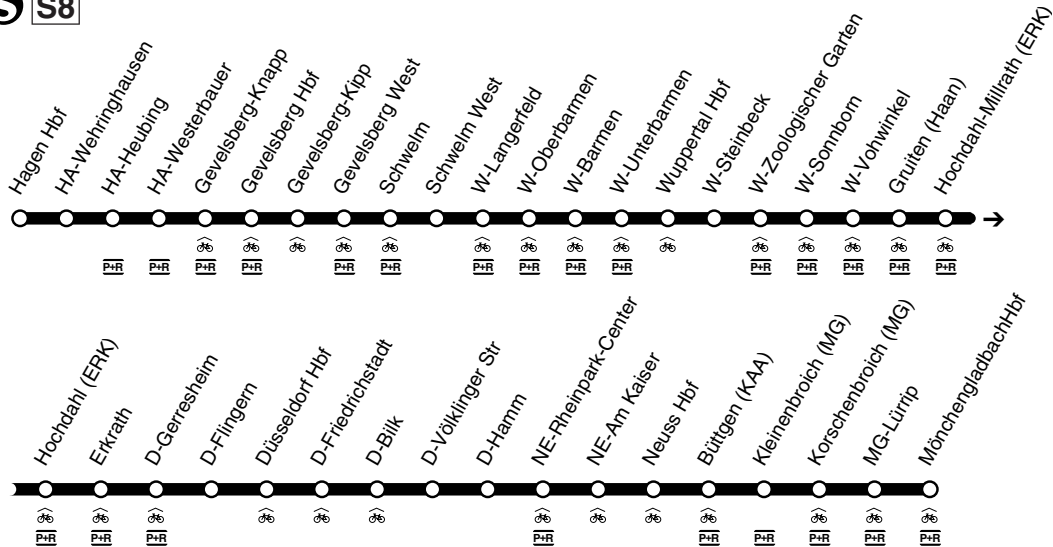 S S8
Hagen Hbf
HA-Wehringhausen
HA-Heubing
HA-Westerbauer
Gevelsberg-Knapp
Gevelsberg Hbf
Gevelsberg-Kipp
Gevelsberg West
Schwelm
Schwelm West
W-Langerfeld
W-Oberbarmen
W-Barmen
W-Unterbarmen
Wuppertal Hbf
W-Steinbeck
W-Zoologischer Garten
W-Sonnborn
W-Vohwinkel
Gruiten (Haan)
Hochdahl-Millrath (ERK)
P+R P+R P+R P+R P+R P+R P+R P+R P+R P+R P+R P+R P+R P+R P+R
Hochdahl (ERK)
Erkrath
D-Gerresheim
D-Flingern
Düsseldorf Hbf
D-Friedrichstadt
D-Bilk
D-Völklinger Str
D-Hamm
NE-Rheinpark-Center
NE-Am Kaiser
Neuss Hbf
Büttgen (KAA)
Kleinenbroich (MG)
Korschenbroich (MG)
MG-Lürrip
MönchengladbachHbf
P+R P+R P+R P+R P+R P+R P+R P+R P+R